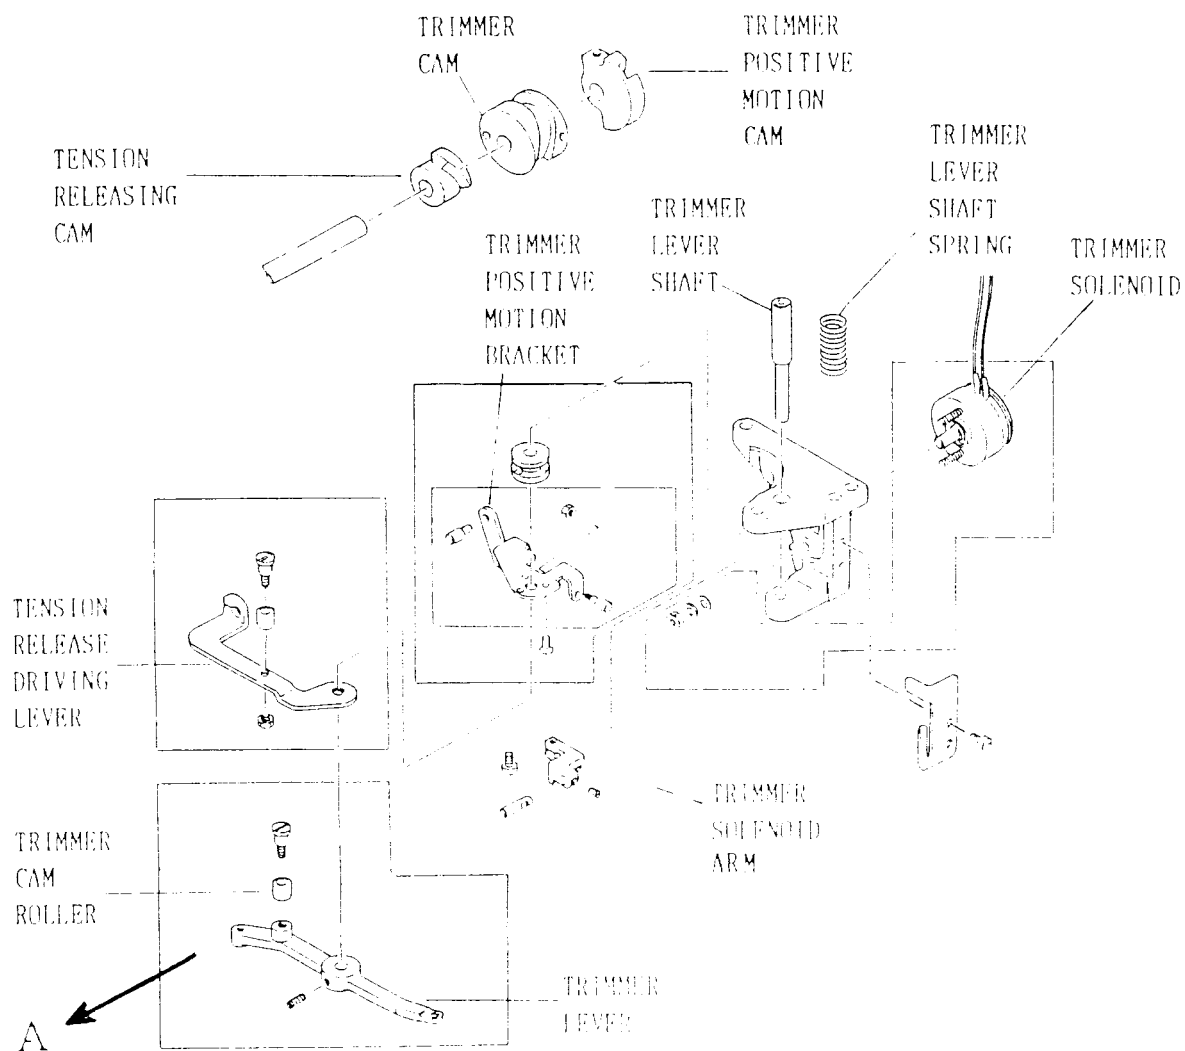 TRIMMER
CAM
TRIMMER
POSITIVE
MOTION
CAM
TENSION
RELEASING
CAM
TRIMMER
LEVER
SHAFT
SPRING
TRIMMER
LEVER
SHAFT
TRIMMER
POSITIVE
MOTION
BRACKET
TRIMMER
SOLENOID
TENSION
RELEASE
DRIVING
LEVER
TRIMMER
SOLENOID
ARM
TRIMMER
CAM
ROLLER
TRIMMER
LEVER
A